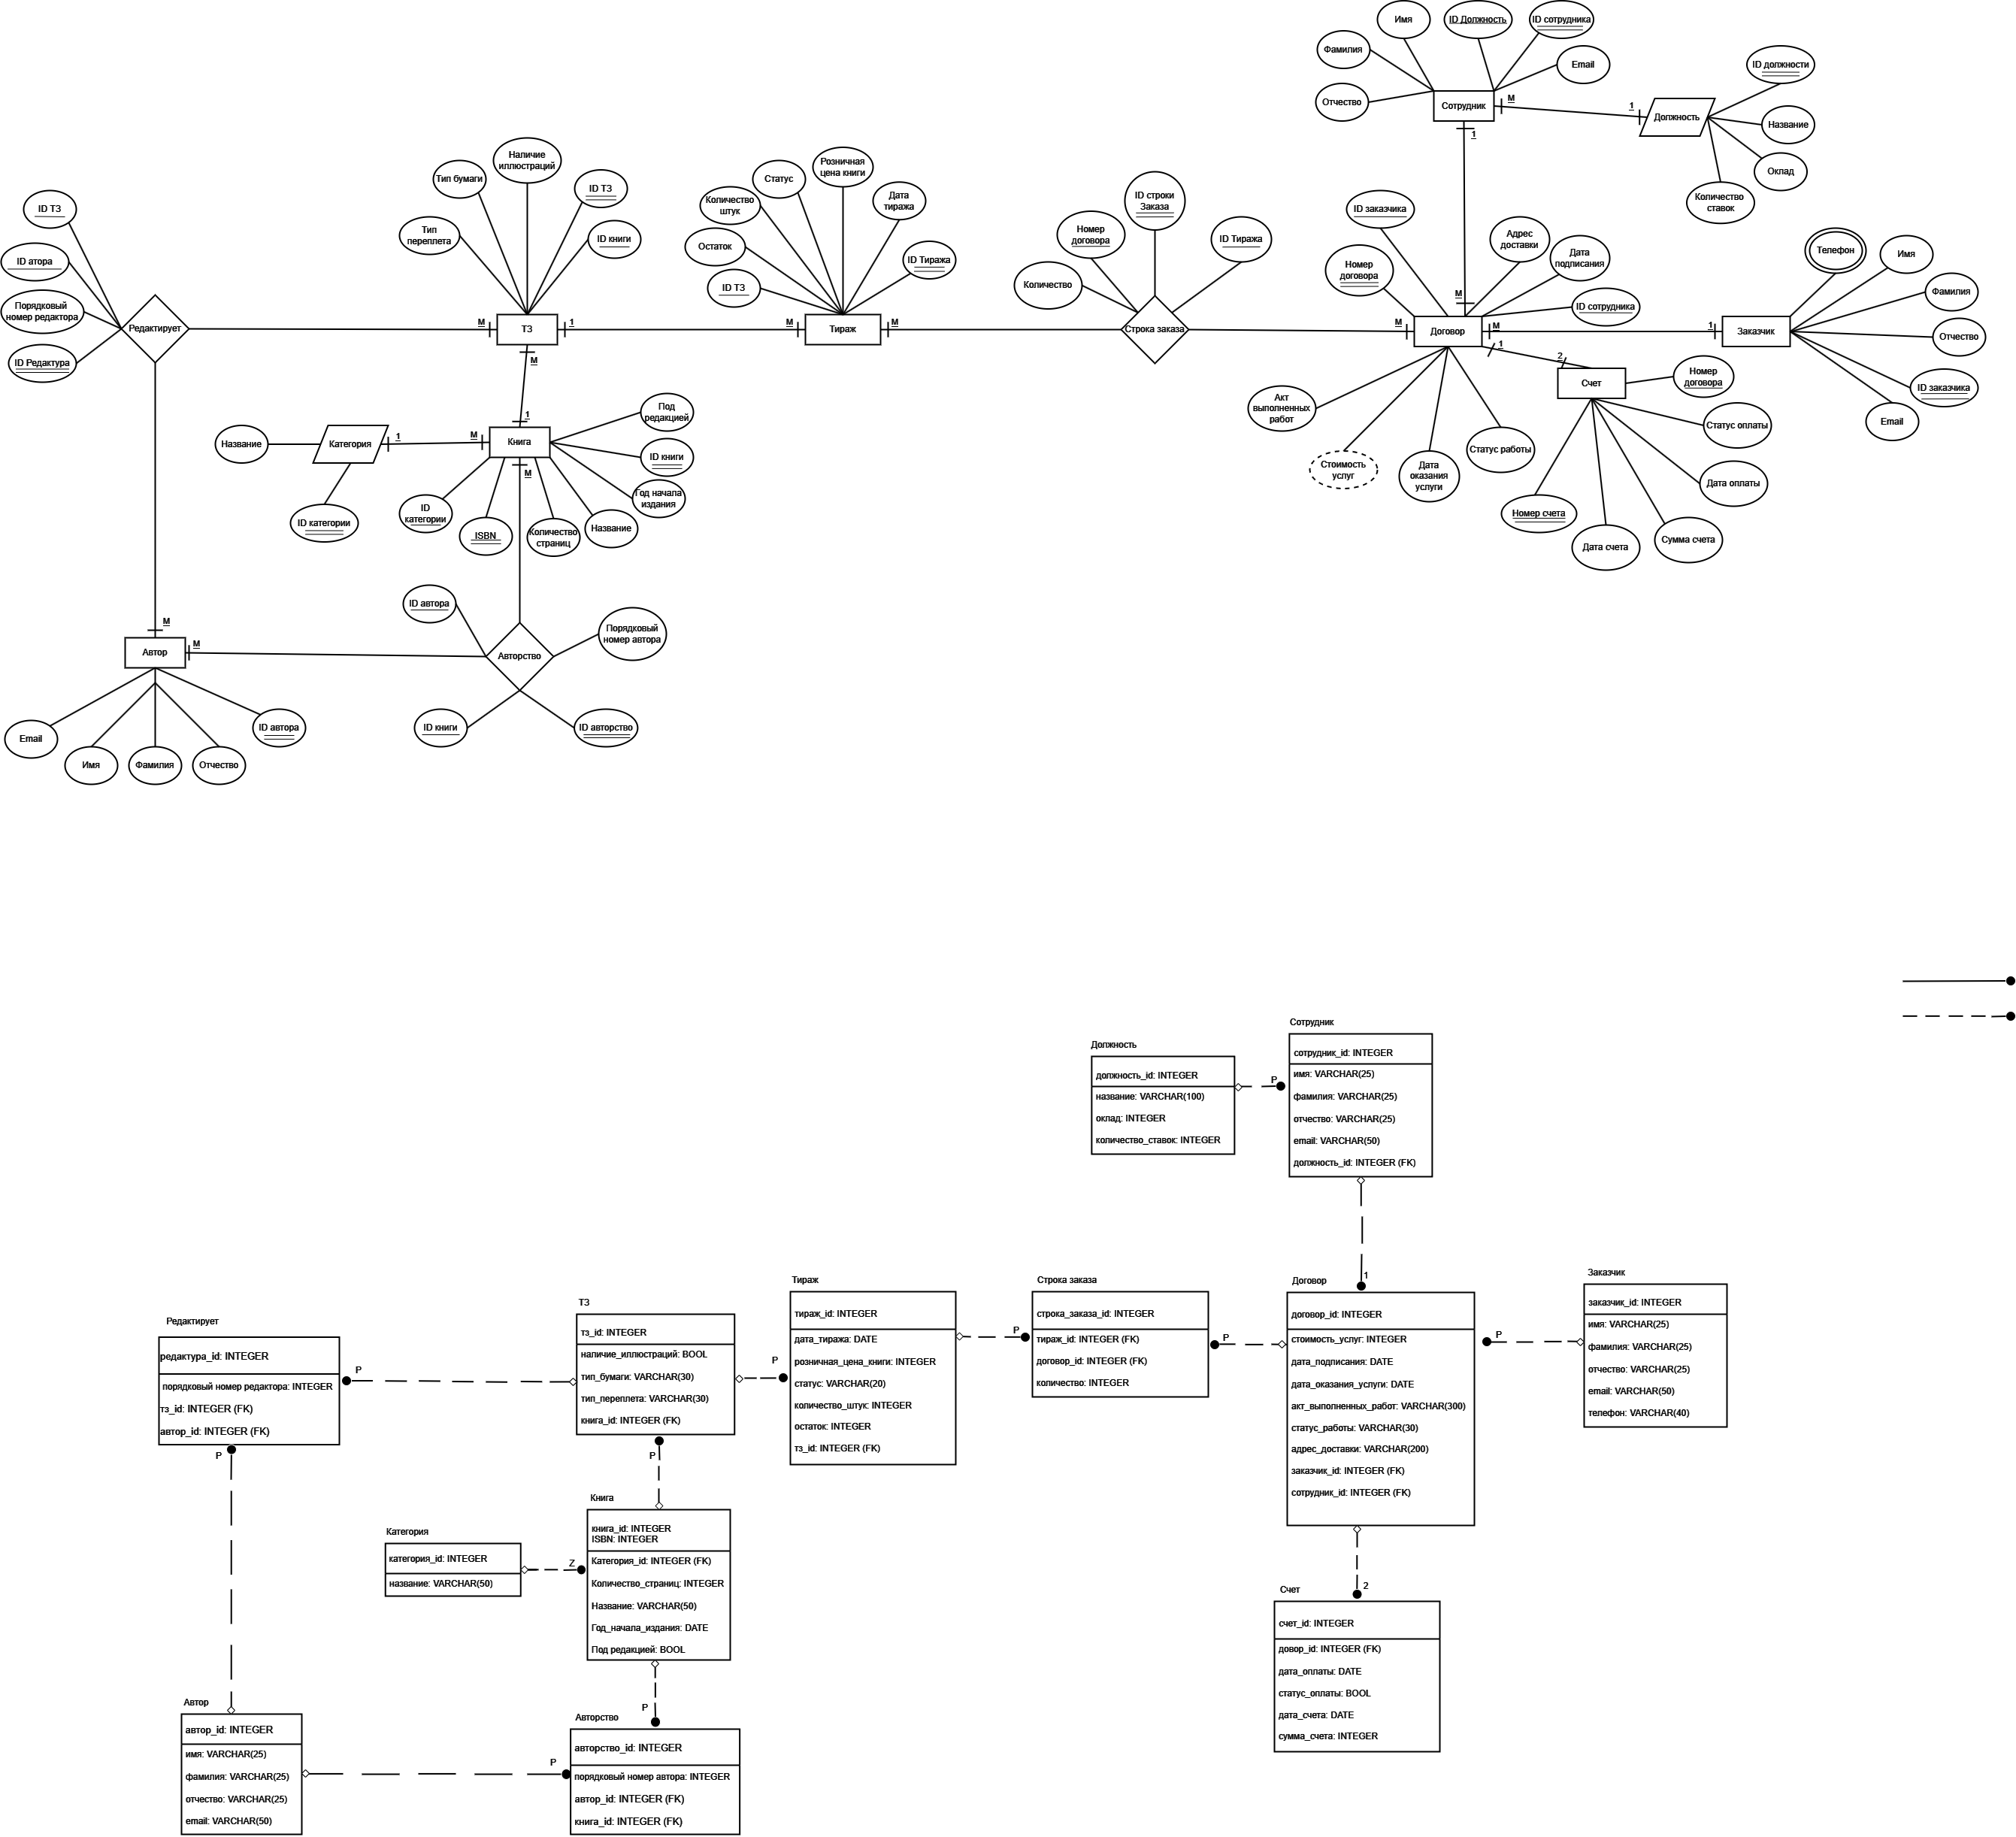 Имя
ID Должность
ID сотрудника
Фамилия
Email
Отчество
Сотрудник
М
1
Должность
ID должности
Название
Оклад
Количество
ставок
1
Наличие
иллюстраций
Тип бумаги
ID ТЗ
Тип
переплета
ID книги
Статус
Розничная
цена книги
Количество
штук
Дата
тиража
Остаток
ID Тиража
ID ТЗ
ID строки
Заказа
Номер
договора
ID Тиража
Количество
ID заказчика
Адрес
доставки
Номер
договора
Дата
подписания
ID сотрудника
Телефон
Имя
Фамилия
Отчество
ID заказчика
Email
ID ТЗ
ID атора
Порядковый
номер редактора
ID Редактура
Редактирует
М
ТЗ
1
М
Тираж
М
Строка заказа
М
Договор
М
М
1
Заказчик
1
2
Счет
Номер
договора
Статус оплаты
Дата оплаты
Сумма счета
Дата счета
Номер счета
Акт
выполненных
работ
Стоимость
услуг
Дата
оказания
услуги
Статус работы
М
1
Название
Категория
1
М
Книга
М
ID категории
Под
редакцией
ID книги
Год начала
издания
Название
Количество
страниц
ISBN
ID
категории
ID автора
Порядковый
номер автора
Авторство
ID книги
ID авторство
М
Автор
М
Email
Имя
Фамилия
Отчество
ID автора
Сотрудник
сотрудник_id: INTEGER
имя: VARCHAR(25)
фамилия: VARCHAR(25)
отчество: VARCHAR(25)
email: VARCHAR(50)
должность_id: INTEGER (FK)
Должность
должность_id: INTEGER
название: VARCHAR(100)
оклад: INTEGER
количество_ставок: INTEGER
P
1
Редактирует
редактура_id: INTEGER
порядковый номер редактора: INTEGER
тз_id: INTEGER (FK)
автор_id: INTEGER (FK)
P
P
ТЗ
тз_id: INTEGER
наличие_иллюстраций: BOOL
тип_бумаги: VARCHAR(30)
тип_переплета: VARCHAR(30)
книга_id: INTEGER (FK)
P
P
Тираж
тираж_id: INTEGER
дата_тиража: DATE
розничная_цена_книги: INTEGER
статус: VARCHAR(20)
количество_штук: INTEGER
остаток: INTEGER
тз_id: INTEGER (FK)
P
Строка заказа
строка_заказа_id: INTEGER
тираж_id: INTEGER (FK)
договор_id: INTEGER (FK)
количество: INTEGER
P
Договор
договор_id: INTEGER
стоимость_услуг: INTEGER
дата_подписания: DATE
дата_оказания_услуги: DATE
акт_выполненных_работ: VARCHAR(300)
статус_работы: VARCHAR(30)
адрес_доставки: VARCHAR(200)
заказчик_id: INTEGER (FK)
сотрудник_id: INTEGER (FK)
P
Заказчик
заказчик_id: INTEGER
имя: VARCHAR(25)
фамилия: VARCHAR(25)
отчество: VARCHAR(25)
email: VARCHAR(50)
телефон: VARCHAR(40)
Категория
категория_id: INTEGER
название: VARCHAR(50)
Z
Книга
книга_id: INTEGER
ISBN: INTEGER
Категория_id: INTEGER (FK)
Количество_страниц: INTEGER
Название: VARCHAR(50)
Год_начала_издания: DATE
Под редакцией: BOOL
P
2
Счет
счет_id: INTEGER
довор_id: INTEGER (FK)
дата_оплаты: DATE
статус_оплаты: BOOL
дата_счета: DATE
сумма_счета: INTEGER
Автор
автор_id: INTEGER
имя: VARCHAR(25)
фамилия: VARCHAR(25)
отчество: VARCHAR(25)
email: VARCHAR(50)
P
Авторство
авторство_id: INTEGER
порядковый номер автора: INTEGER
автор_id: INTEGER (FK)
книга_id: INTEGER (FK)